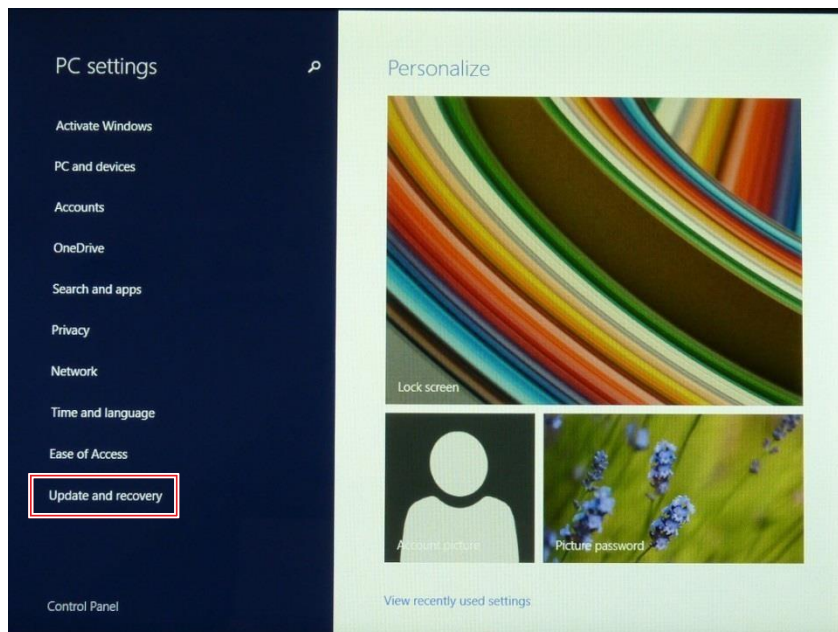 PC settings
Activate Windows
PC and devices
Accounts
OneDrive
Search and apps
Privacy
Network
Time and language
Ease of Access
Update and recovery
Control Panel
Personalize
Lock screen
Account picture
Picture password
View recently used settings